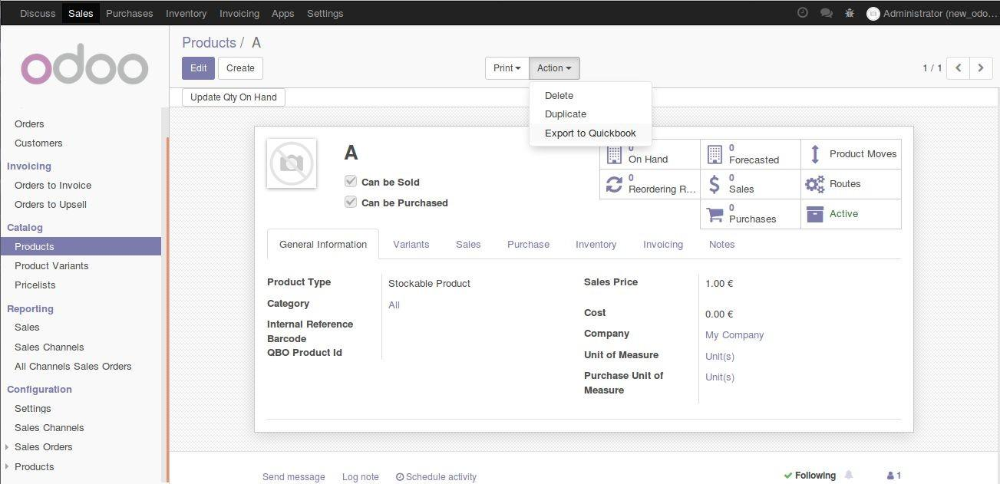 Discuss Sales Purchases Inventory Invoicing Apps Settings Administrator (new_odo...
odoo
Products / A
Edit Create Print Action 1 / 1
Update Qty On Hand
Delete
Duplicate
Export to Quickbook
Orders
Customers
Invoicing
Orders to Invoice
Orders to Upsell
Catalog
Products
Product Variants
Pricelists
Reporting
Sales
Sales Channels
All Channels Sales Orders
Configuration
Settings
Sales Channels
Sales Orders
Products
A
Can be Sold
Can be Purchased
0
On Hand
0
Forecasted
Product Moves
0
Reordering R...
0
Sales
Routes
0
Purchases
Active
General Information Variants Sales Purchase Inventory Invoicing Notes
Product Type Stockable Product
Category All
Internal Reference
Barcode
QBO Product Id
Sales Price 1.00 €
Cost 0.00 €
Company My Company
Unit of Measure Unit(s)
Purchase Unit of Unit(s)
Measure
Send message Log note Schedule activity Following 1